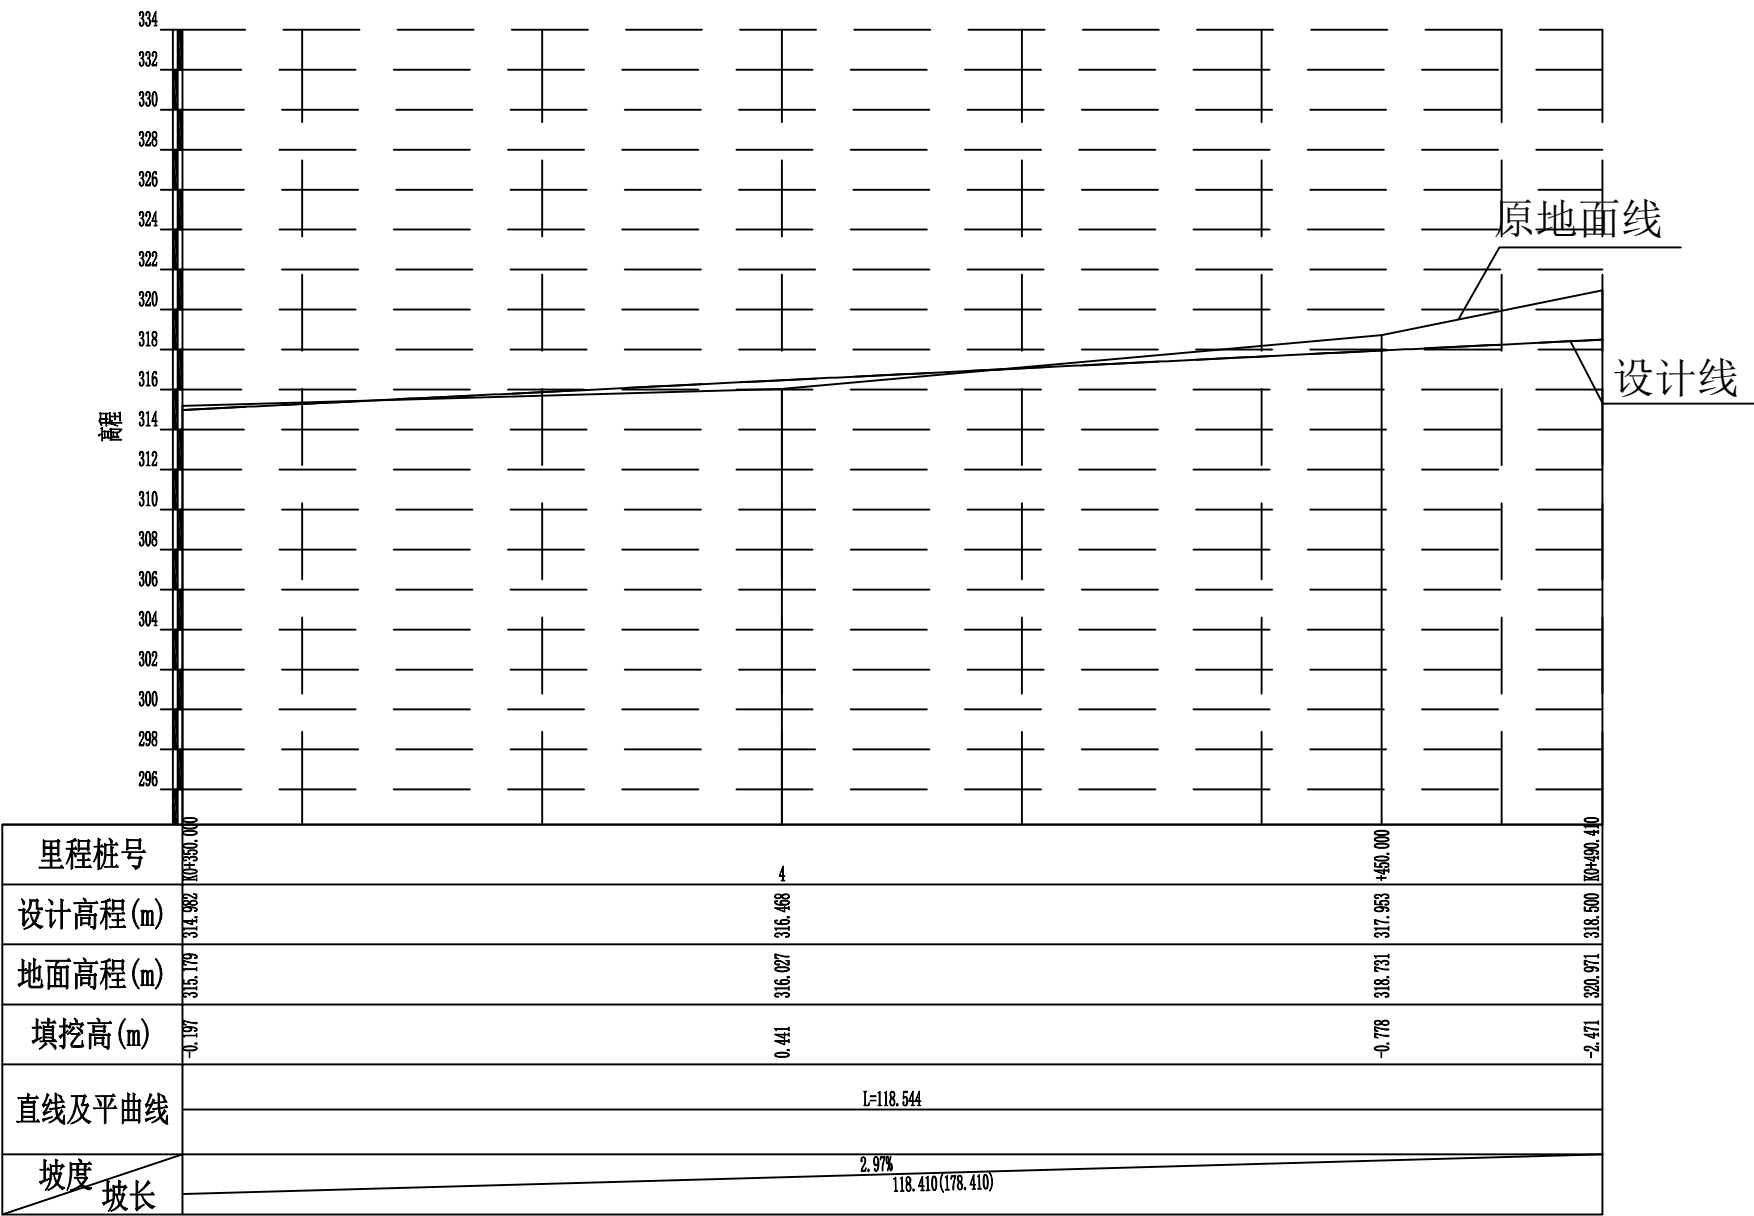 334
332
330
328
326
324
322
320
318
316
314
312
310
308
306
304
302
300
298
296
高程
原地面线
设计线
里程桩号 K0+350.000 4 +450.000 K0+490.410
设计高程(m) 314.982 316.468 317.953 318.500
地面高程(m) 315.179 316.027 318.731 320.971
填挖高(m) -0.197 0.441 -0.778 -2.471
直线及平曲线 L=118.544
坡度 2.97%
坡长 118.410(178.410)